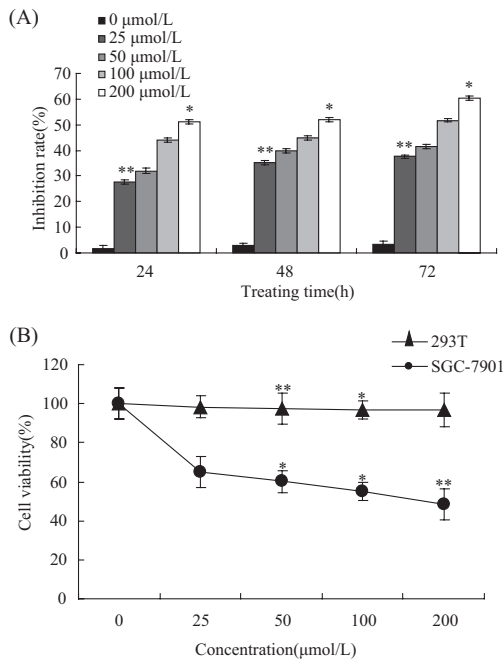 (A)
0 μmol/L
25 μmol/L
50 μmol/L
100 μmol/L
200 μmol/L
70
60
50
40
30
20
10
0
Inhibition rate(%)
** *
** *
** *
24 48 72
Treating time(h)
(B)
293T
SGC-7901
120
100
80
60
40
20
0
Cell viability(%)
** *
* * **
0 25 50 100 200
Concentration(μmol/L)